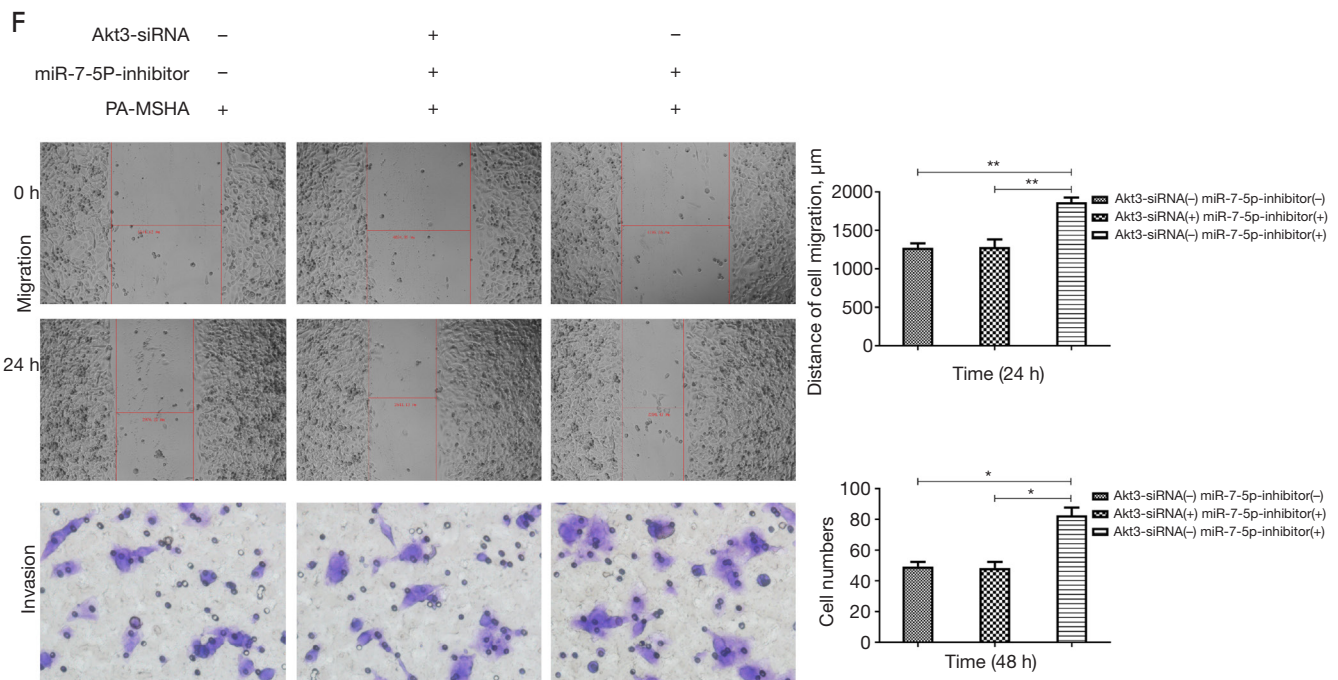 F
Akt3-siRNA – + –
miR-7-5P-inhibitor – + +
PA-MSHA + + +
Migration
0 h
24 h
Invasion
Distance of cell migration, μm
2000
1500
1000
500
0
**
**
Time (24 h)
Akt3-siRNA(–) miR-7-5p-inhibitor(–)
Akt3-siRNA(+) miR-7-5p-inhibitor(+)
Akt3-siRNA(–) miR-7-5p-inhibitor(+)
Cell numbers
100
80
60
40
20
0
*
*
Time (48 h)
Akt3-siRNA(–) miR-7-5p-inhibitor(–)
Akt3-siRNA(+) miR-7-5p-inhibitor(+)
Akt3-siRNA(–) miR-7-5p-inhibitor(+)